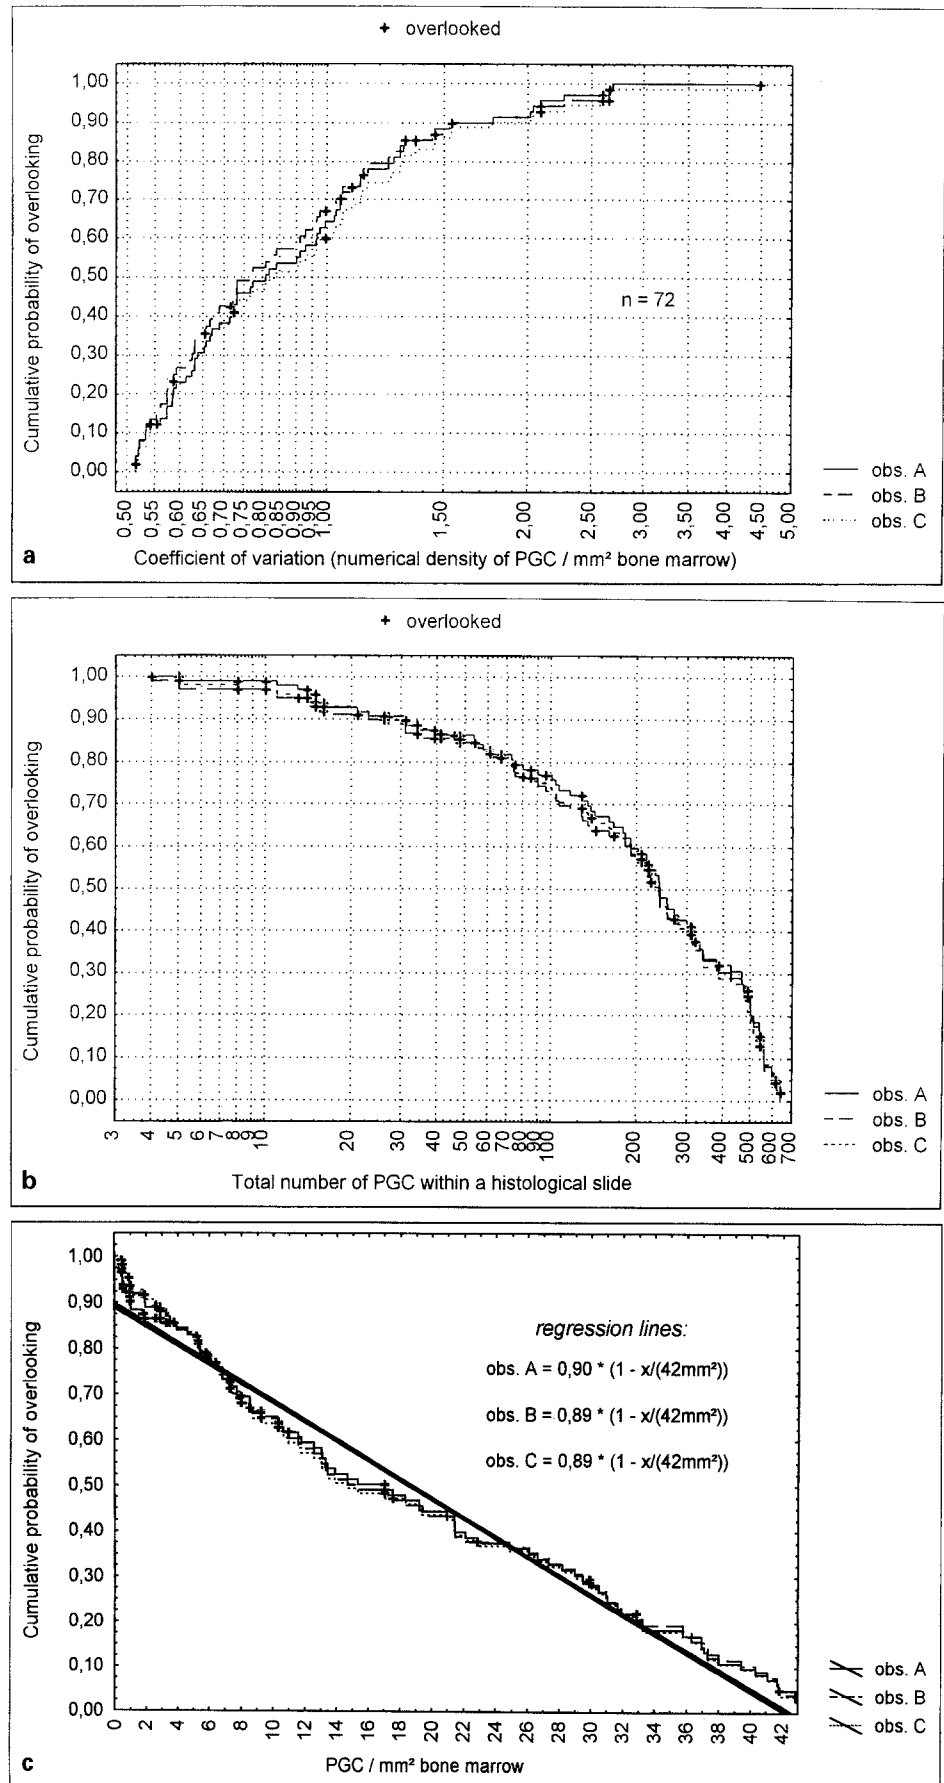 + overlooked
Cumulative probability of overlooking
1,00
0,90
0,80
0,70
0,60
0,50
0,40
0,30
0,20
0,10
0,00
n = 72
obs. A
obs. B
obs. C
0,50 0,55 0,60 0,65 0,70 0,75 0,80 0,85 0,90 0,95 1,00 1,50 2,00 2,50 3,00 3,50 4,00 4,50 5,00
a Coefficient of variation (numerical density of PGC / mm² bone marrow)
+ overlooked
Cumulative probability of overlooking
1,00
0,90
0,80
0,70
0,60
0,50
0,40
0,30
0,20
0,10
0,00
obs. A
obs. B
obs. C
3 4 5 6 7 8 9 10 20 30 40 50 60 70 80 90 100 200 300 400 500 600 700
b Total number of PGC within a histological slide
Cumulative probability of overlooking
1,00
0,90
0,80
0,70
0,60
0,50
0,40
0,30
0,20
0,10
0,00
regression lines:
obs. A = 0,90 * (1 - x/(42mm²))
obs. B = 0,89 * (1 - x/(42mm²))
obs. C = 0,89 * (1 - x/(42mm²))
obs. A
obs. B
obs. C
0 2 4 6 8 10 12 14 16 18 20 22 24 26 28 30 32 34 36 38 40 42
c PGC / mm² bone marrow